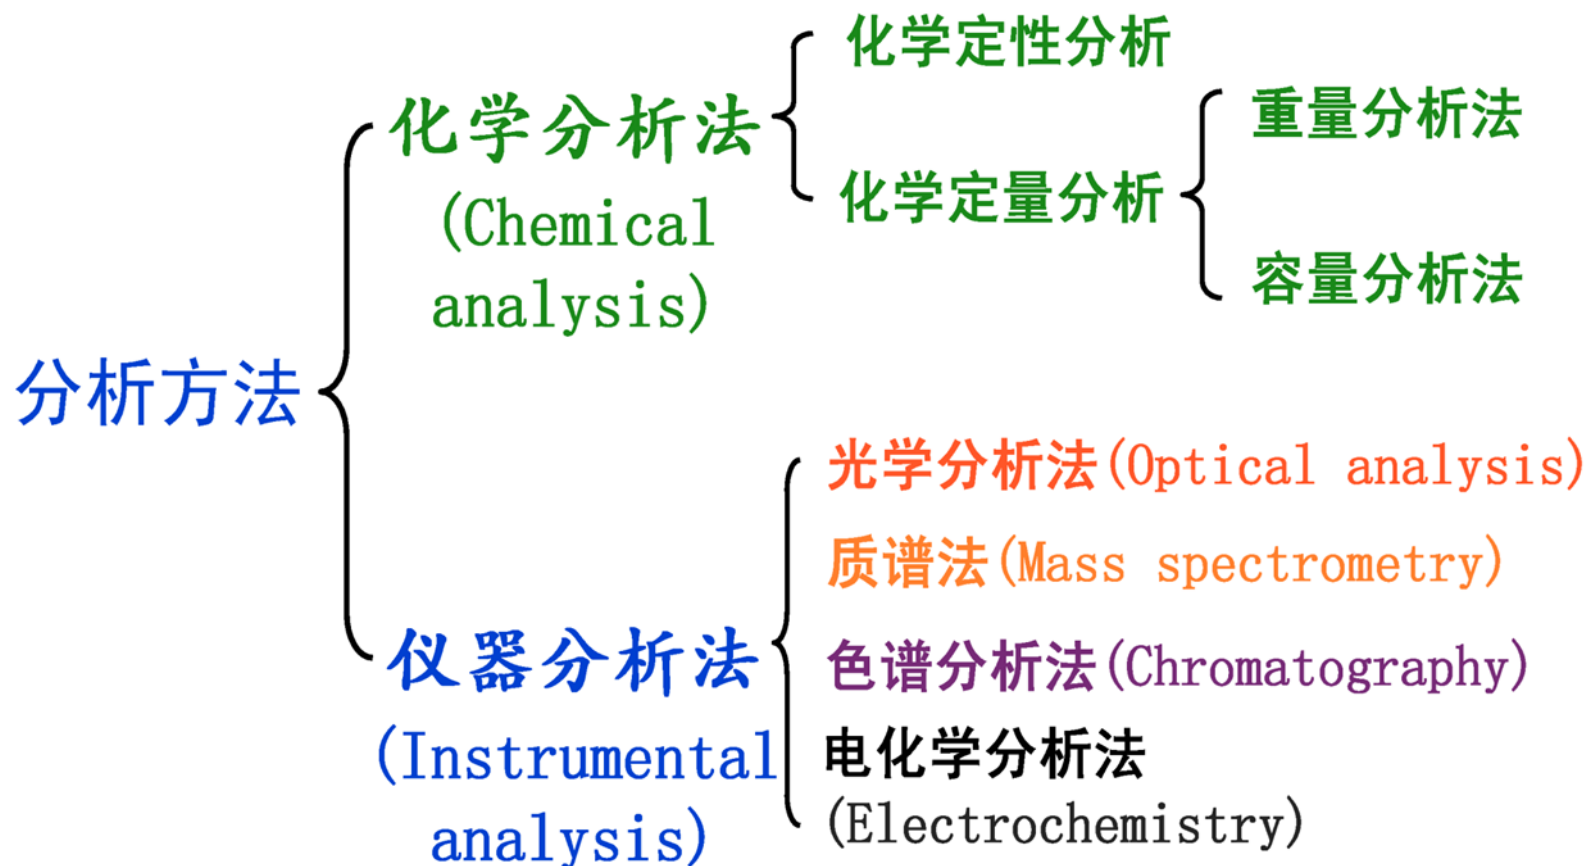 化学定性分析
化学分析法
重量分析法
化学定量分析
(Chemical
analysis)
容量分析法
分析方法
光学分析法(Optical analysis)
质谱法(Mass spectrometry)
仪器分析法
色谱分析法(Chromatography)
(Instrumental
analysis)
电化学分析法
(Electrochemistry)